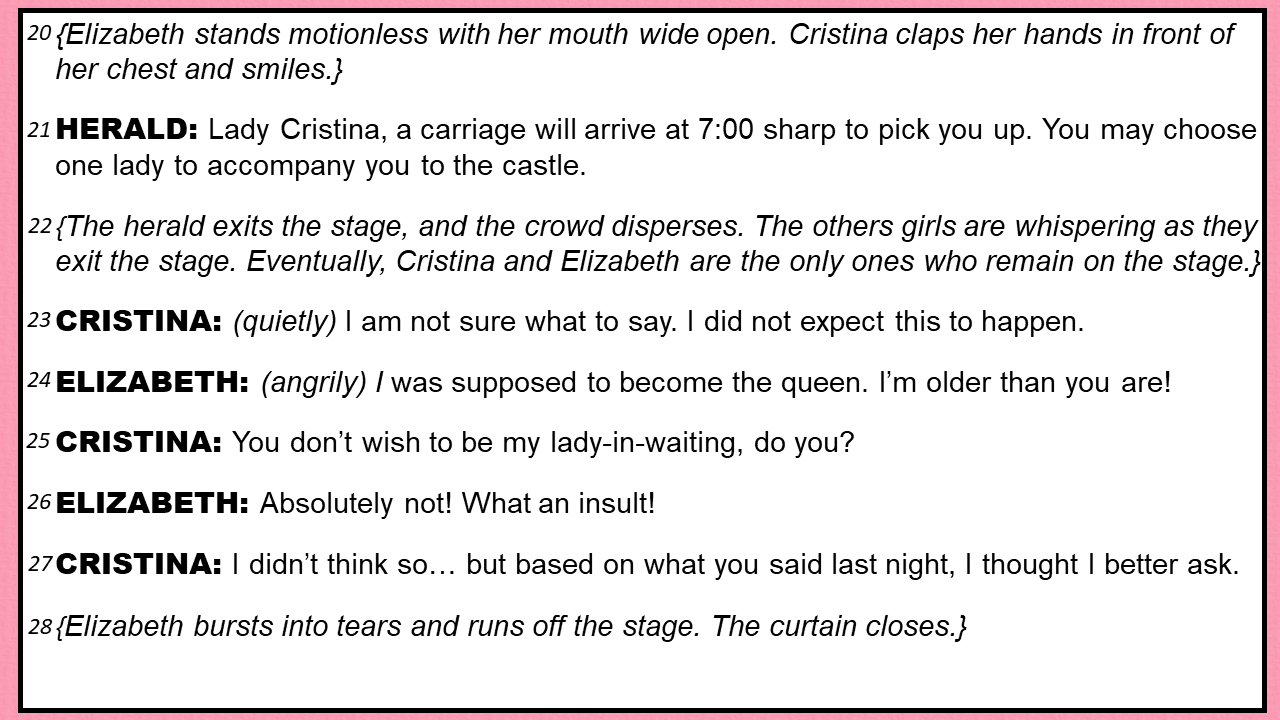 20 {Elizabeth stands motionless with her mouth wide open. Cristina claps her hands in front of
her chest and smiles.}
21 HERALD: Lady Cristina, a carriage will arrive at 7:00 sharp to pick you up. You may choose
one lady to accompany you to the castle.
22 {The herald exits the stage, and the crowd disperses. The others girls are whispering as they
exit the stage. Eventually, Cristina and Elizabeth are the only ones who remain on the stage.}
23 CRISTINA: (quietly) I am not sure what to say. I did not expect this to happen.
24 ELIZABETH: (angrily) I was supposed to become the queen. I’m older than you are!
25 CRISTINA: You don’t wish to be my lady-in-waiting, do you?
26 ELIZABETH: Absolutely not! What an insult!
27 CRISTINA: I didn’t think so… but based on what you said last night, I thought I better ask.
28 {Elizabeth bursts into tears and runs off the stage. The curtain closes.}